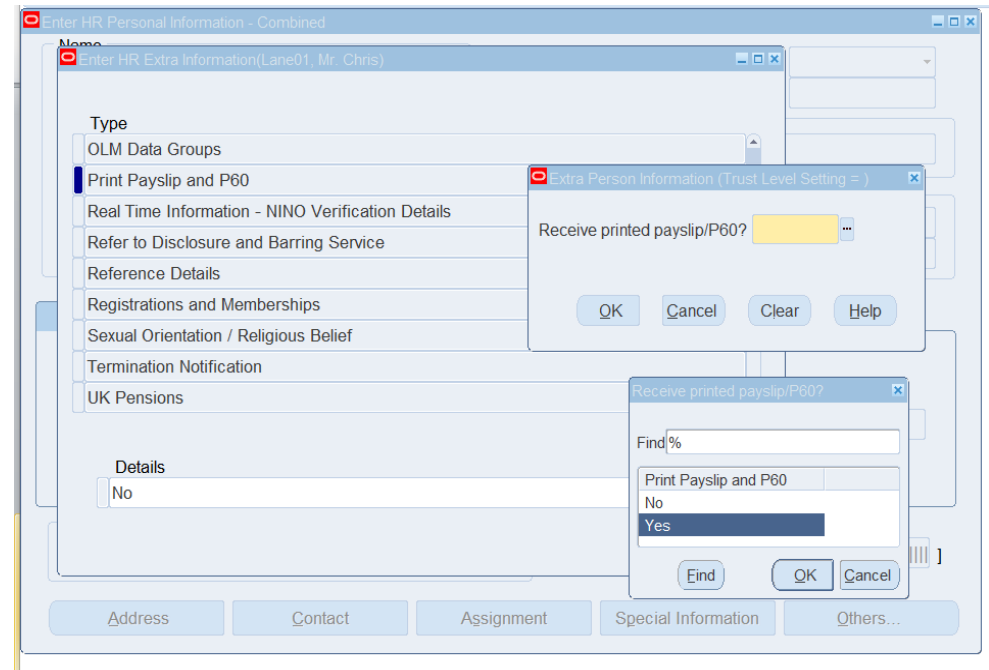 Enter HR Personal Information - Combined
Name
Enter HR Extra Information(Lane01, Mr. Chris)
Type
OLM Data Groups
Print Payslip and P60
Real Time Information - NINO Verification Details
Refer to Disclosure and Barring Service
Reference Details
Registrations and Memberships
Sexual Orientation / Religious Belief
Termination Notification
UK Pensions
Details
No
Extra Person Information (Trust Level Setting = )
Receive printed payslip/P60?
OK Cancel Clear Help
Receive printed payslip/P60?
Find %
Print Payslip and P60
No
Yes
Find OK Cancel
]
Address Contact Assignment Special Information Others...